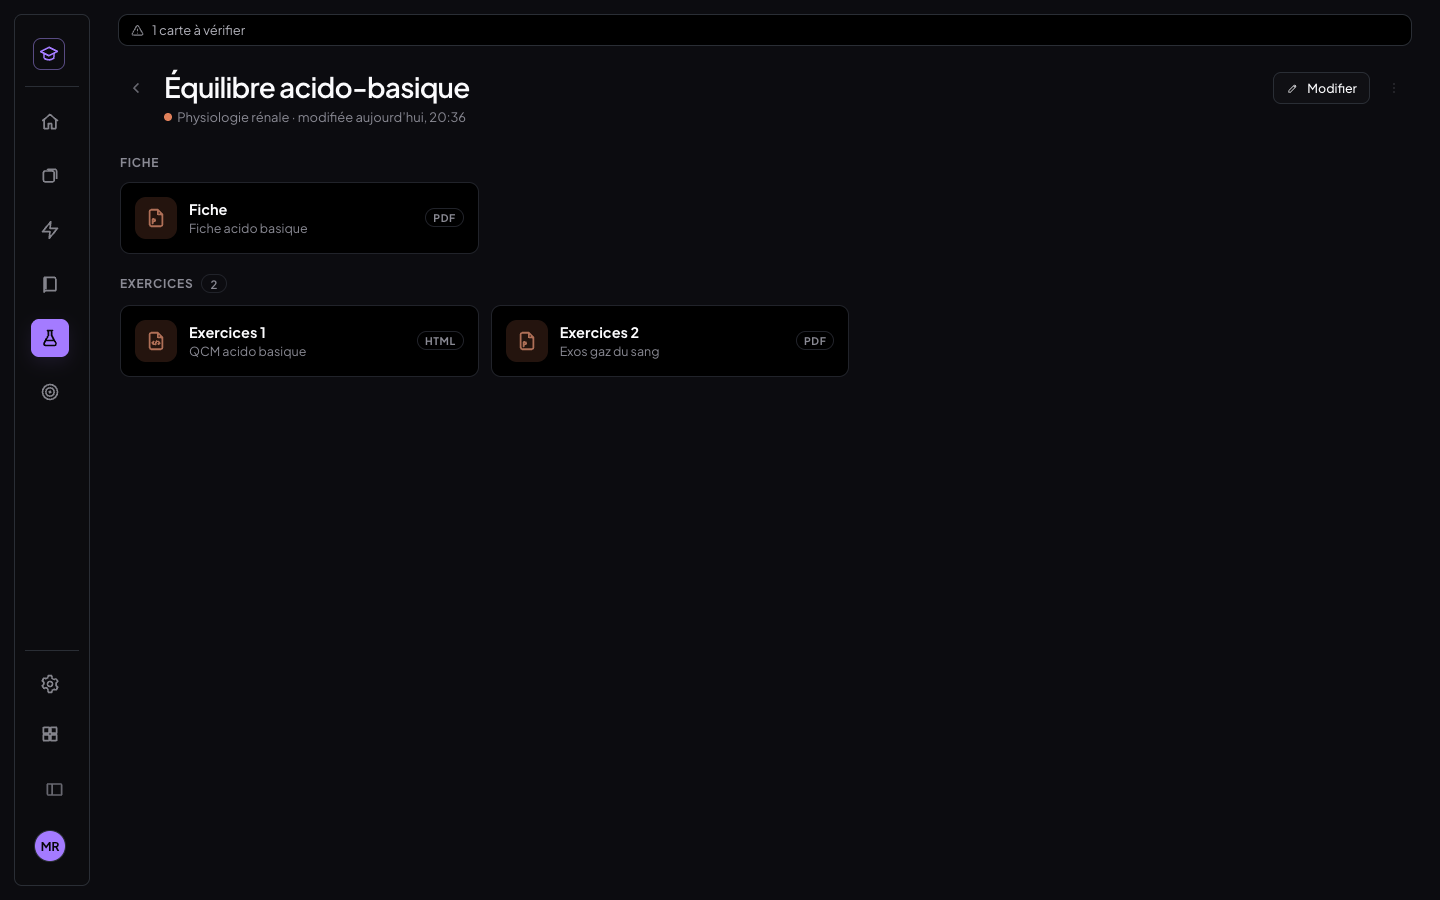 1 carte à vérifier
Équilibre acido-basique
Modifier
Physiologie rénale · modifiée aujourd'hui, 20:36
FICHE
Fiche
Fiche acido basique
PDF
EXERCICES 2
Exercices 1
QCM acido basique
HTML
Exercices 2
Exos gaz du sang
PDF
MR